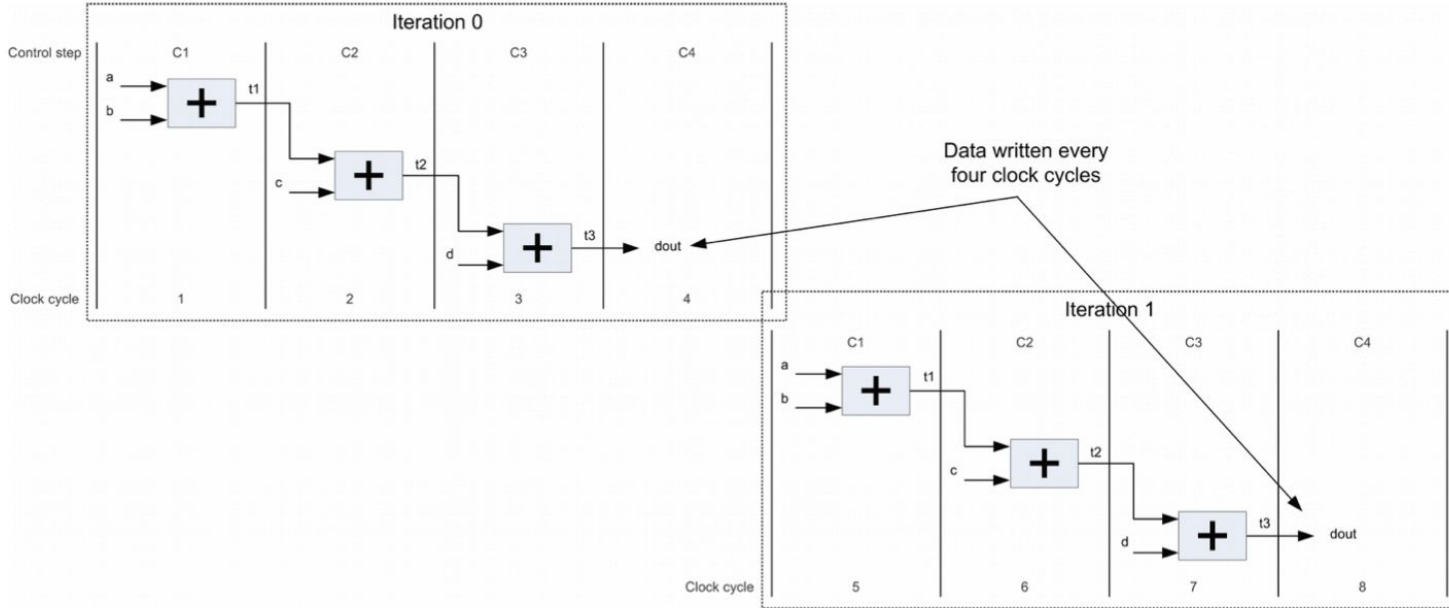 Iteration 0
Control step C1 C2 C3 C4
a
b
+
t1
c
+
t2
d
+
t3
dout
Clock cycle 1 2 3 4
Data written every
four clock cycles
Iteration 1
C1 C2 C3 C4
a
b
+
t1
c
+
t2
d
+
t3
dout
Clock cycle 5 6 7 8